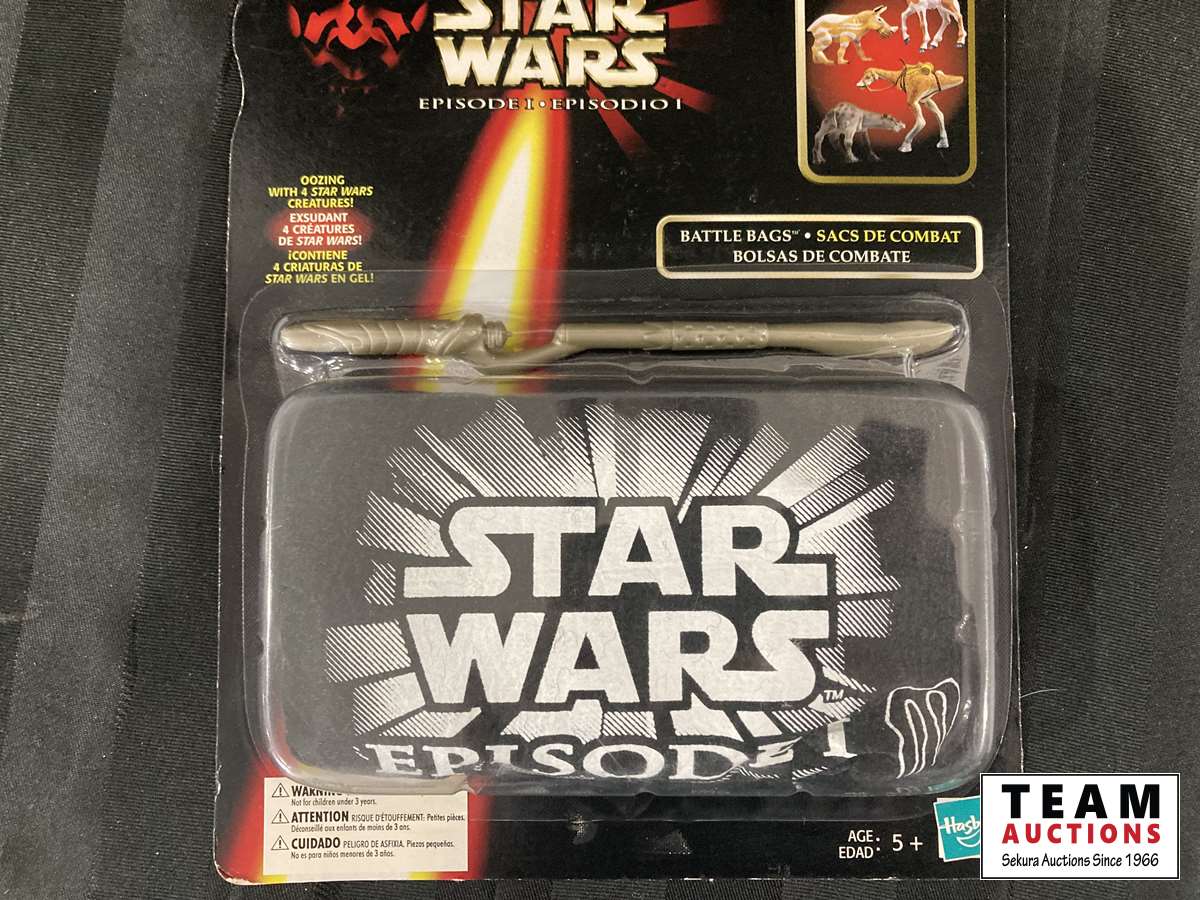 STAR
WARS
EPISODE I • EPISODIO I
OOZING
WITH 4 STAR WARS
CREATURES!
EXSUDANT
4 CRÉATURES
DE STAR WARS!
¡CONTIENE
4 CRIATURAS DE
STAR WARS EN GEL!
BATTLE BAGS™ • SACS DE COMBAT
BOLSAS DE COMBATE
STAR
WARS™
EPISODE I
⚠ WARNING
Not for children under 3 years.
⚠ ATTENTION RISQUE D'ÉTOUFFEMENT: Petites pièces.
Déconseillé aux enfants de moins de 3 ans.
⚠ CUIDADO PELIGRO DE ASFIXIA. Piezas pequeñas.
No es para niños menores de 3 años.
AGE: 5+
EDAD:
Hasb
TEAM
AUCTIONS
Sekura Auctions Since 1966